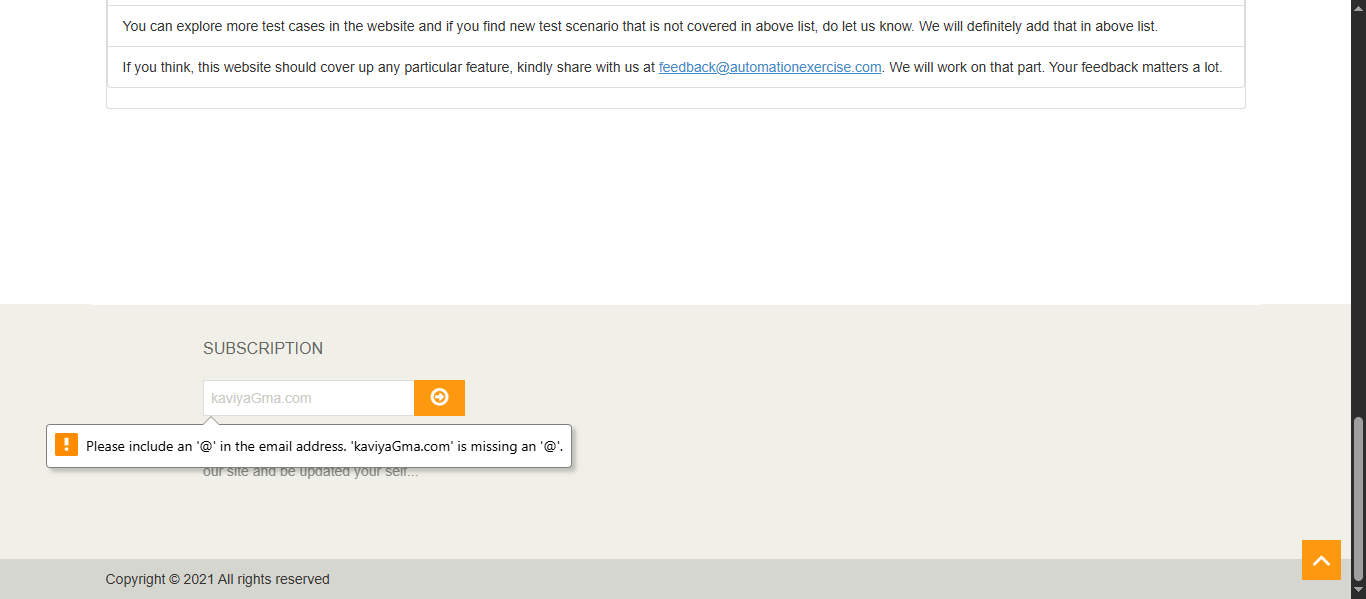 You can explore more test cases in the website and if you find new test scenario that is not covered in above list, do let us know. We will definitely add that in above list.
If you think, this website should cover up any particular feature, kindly share with us at feedback@automationexercise.com. We will work on that part. Your feedback matters a lot.
SUBSCRIPTION
kaviyaGma.com
Please include an '@' in the email address. 'kaviyaGma.com' is missing an '@'.
our site and be updated your self...
Copyright © 2021 All rights reserved